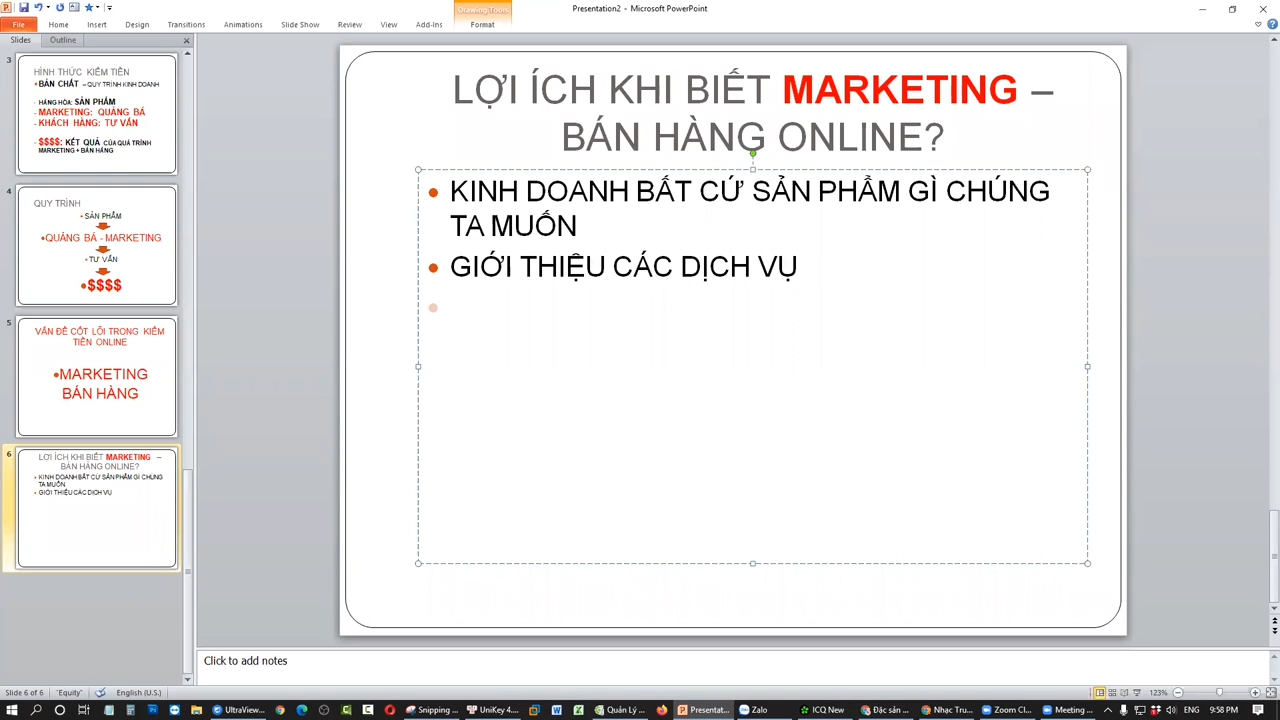 Presentation2 - Microsoft PowerPoint
Drawing Tools
File Home Insert Design Transitions Animations Slide Show Review View Add-Ins Format
Slides Outline
3
HÌNH THỨC KIẾM TIỀN
BẢN CHẤT – QUY TRÌNH KINH DOANH
- HÀNG HÓA: SẢN PHẨM
- MARKETING: QUẢNG BÁ
- KHÁCH HÀNG: TƯ VẤN
- $$$$: KẾT QUẢ CỦA QUÁ TRÌNH
MARKETING + BÁN HÀNG
4
QUY TRÌNH
SẢN PHẨM
QUẢNG BÁ - MARKETING
TƯ VẤN
$$$$
5
VẤN ĐỀ CỐT LÕI TRONG KIẾM
TIỀN ONLINE
MARKETING
BÁN HÀNG
6
LỢI ÍCH KHI BIẾT MARKETING –
BÁN HÀNG ONLINE?
KINH DOANH BẤT CỨ SẢN PHẨM GÌ CHÚNG
TA MUỐN
GIỚI THIỆU CÁC DỊCH VỤ
LỢI ÍCH KHI BIẾT MARKETING –
BÁN HÀNG ONLINE?
KINH DOANH BẤT CỨ SẢN PHẨM GÌ CHÚNG
TA MUỐN
GIỚI THIỆU CÁC DỊCH VỤ
Click to add notes
Slide 6 of 6 "Equity" English (U.S.) 123%
UltraView... Snipping ... UniKey 4.... Quản Lý ... Presentat... Zalo ICQ New Đặc sản ... Nhạc Tru... Zoom Cl... Meeting ... ENG 9:58 PM